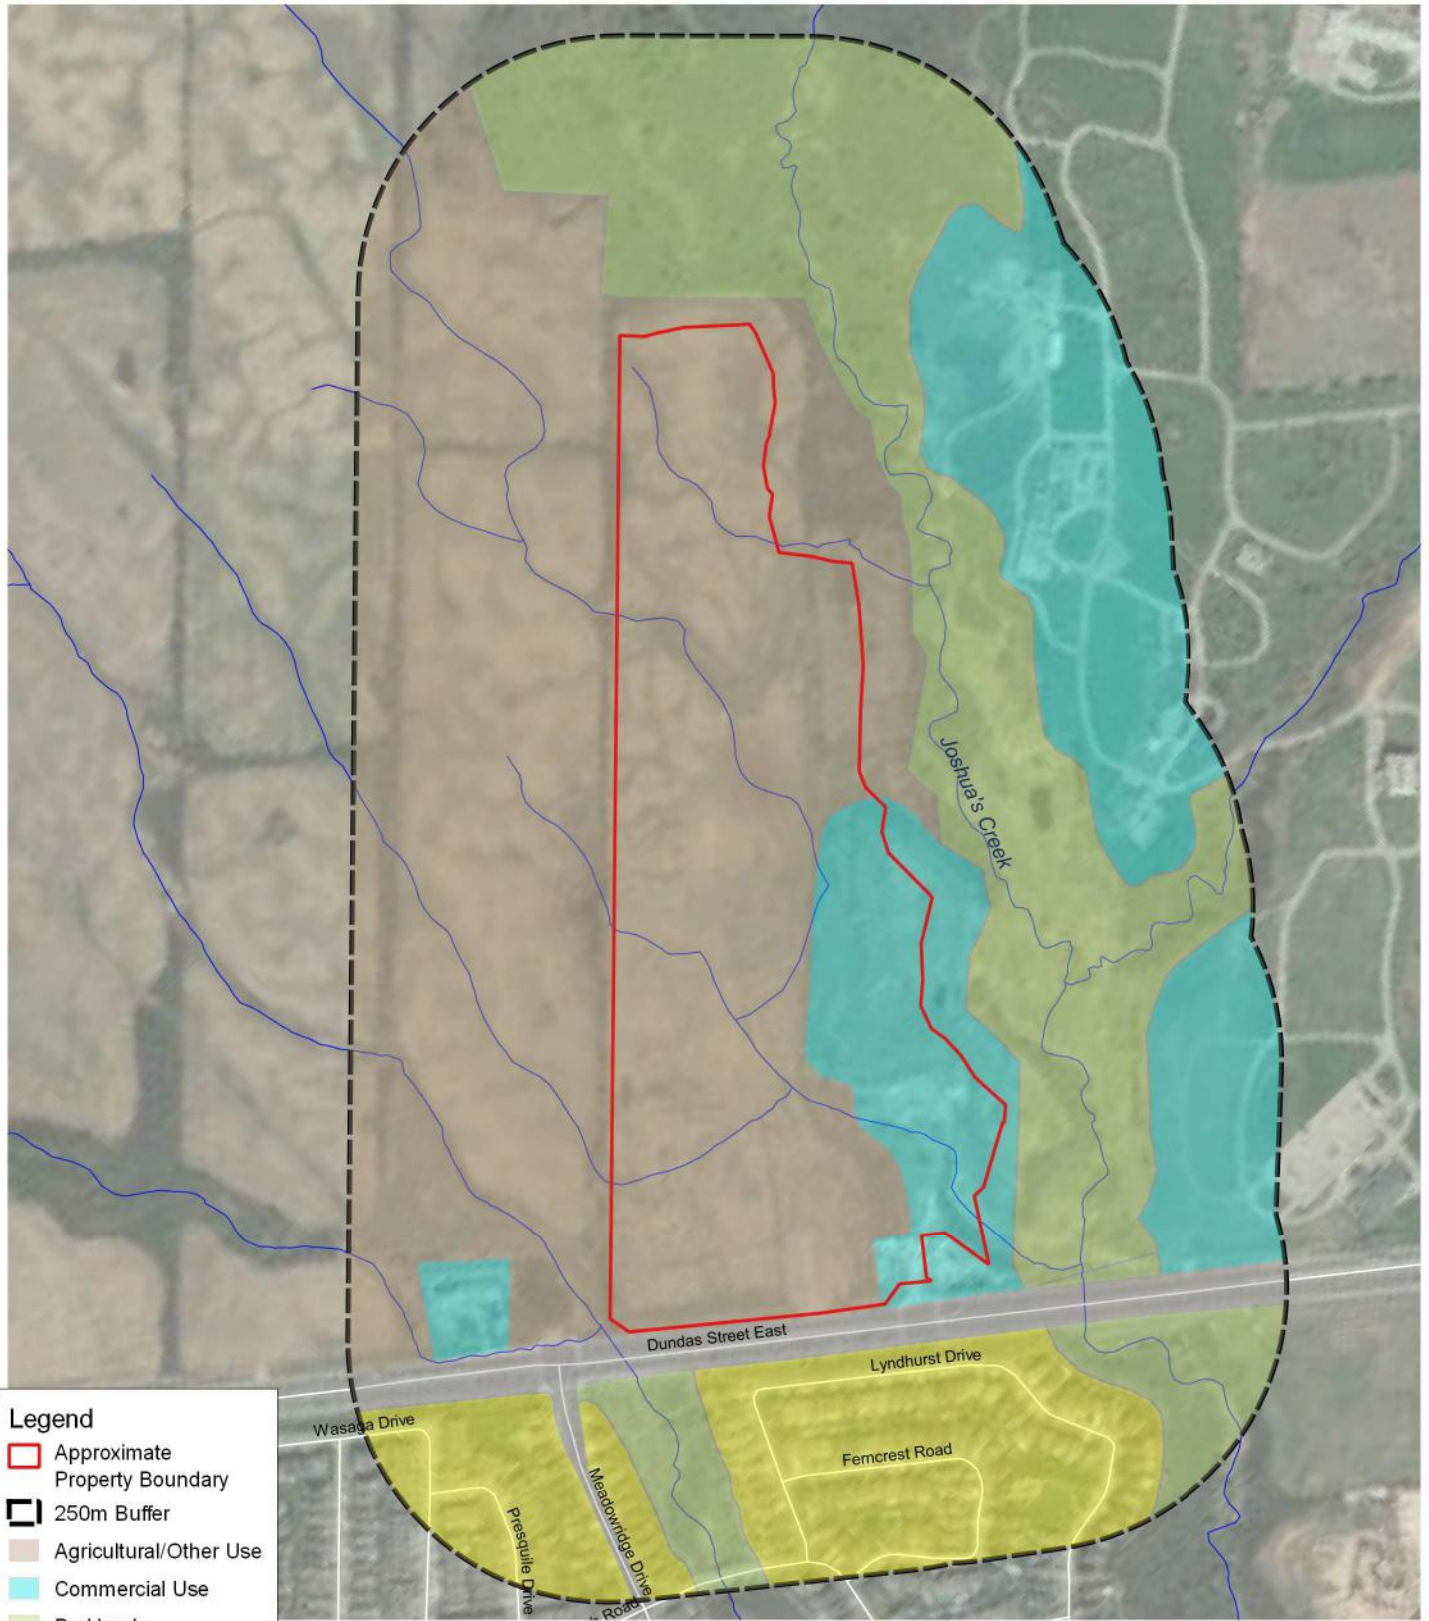 Joshua's Creek
Dundas Street East
Lyndhurst Drive
Wasaga Drive
Ferncrest Road
Meadowridge Drive
Presquile Drive
Road
Legend
Approximate
Property Boundary
250m Buffer
Agricultural/Other Use
Commercial Use